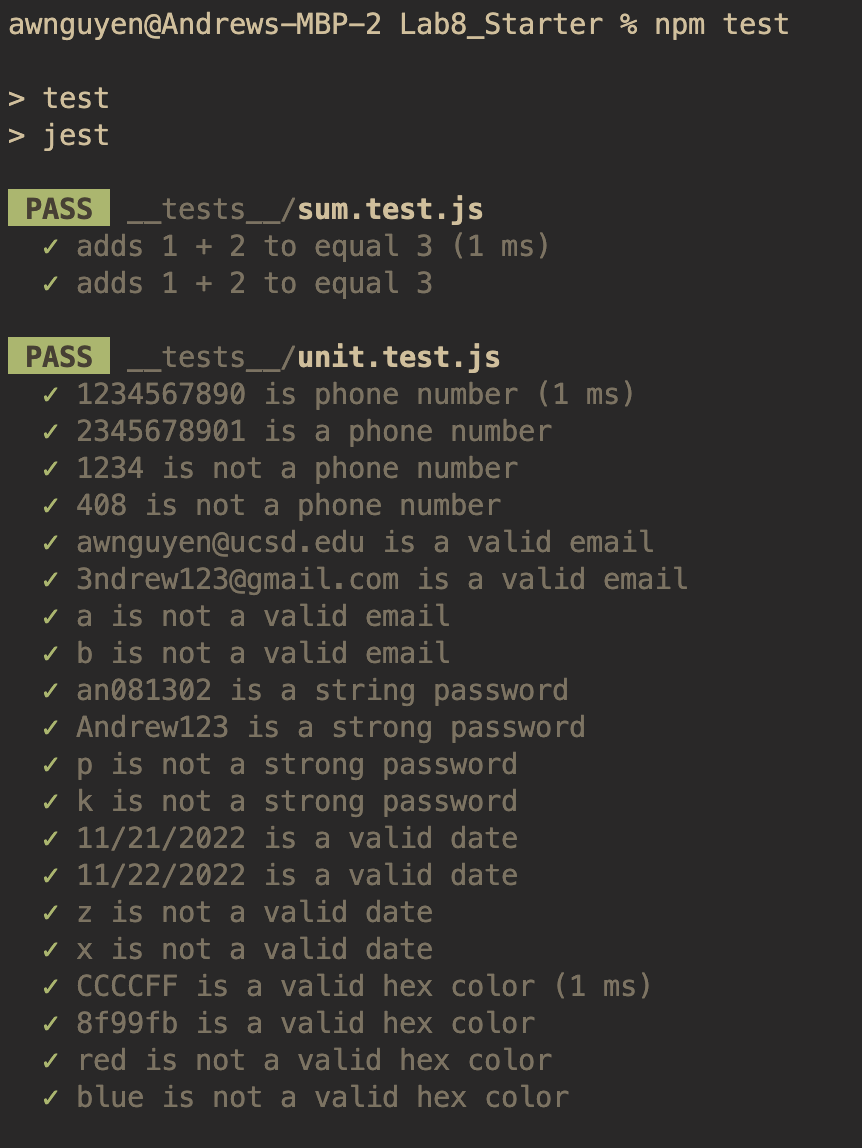 awnguyen@Andrews-MBP-2 Lab8_Starter % npm test
> test
> jest
PASS __tests__/sum.test.js
✓ adds 1 + 2 to equal 3 (1 ms)
✓ adds 1 + 2 to equal 3
PASS __tests__/unit.test.js
✓ 1234567890 is phone number (1 ms)
✓ 2345678901 is a phone number
✓ 1234 is not a phone number
✓ 408 is not a phone number
✓ awnguyen@ucsd.edu is a valid email
✓ 3ndrew123@gmail.com is a valid email
✓ a is not a valid email
✓ b is not a valid email
✓ an081302 is a string password
✓ Andrew123 is a strong password
✓ p is not a strong password
✓ k is not a strong password
✓ 11/21/2022 is a valid date
✓ 11/22/2022 is a valid date
✓ z is not a valid date
✓ x is not a valid date
✓ CCCCFF is a valid hex color (1 ms)
✓ 8f99fb is a valid hex color
✓ red is not a valid hex color
✓ blue is not a valid hex color